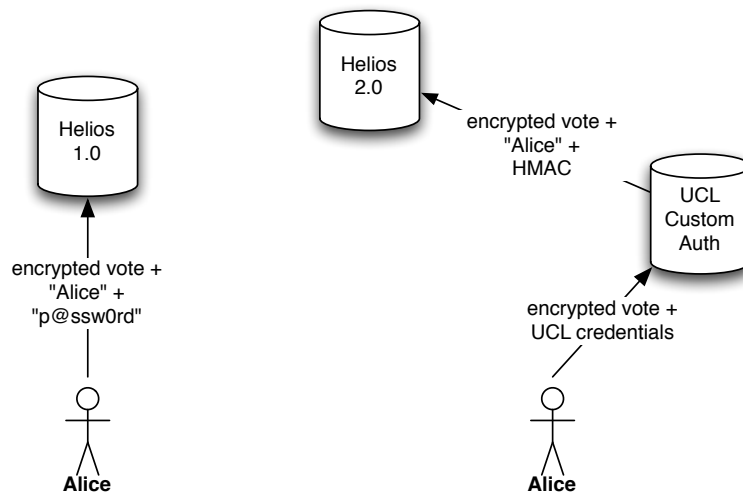 Helios
1.0
encrypted vote +
"Alice" +
"p@ssw0rd"
Alice
Helios
2.0
encrypted vote +
"Alice" +
HMAC
UCL
Custom
Auth
encrypted vote +
UCL credentials
Alice